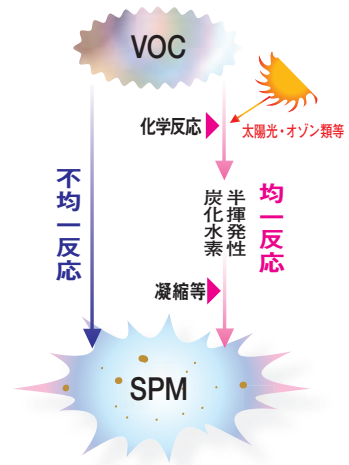 VOC
化学反応
太陽光・オゾン類等
不均一反応
半揮発性
炭化水素
均一反応
凝縮等
SPM